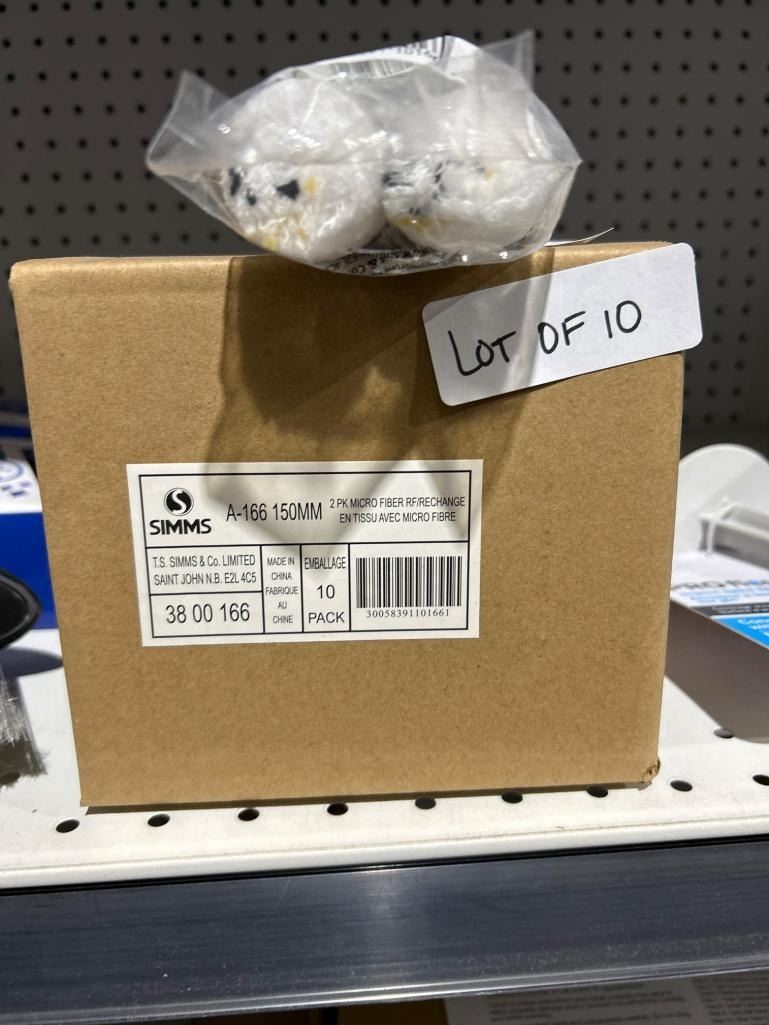 LOT OF 10
SIMMS
A-166 150MM
2 PK MICRO FIBER RF/RECHANGE
EN TISSU AVEC MICRO FIBRE
T.S. SIMMS & Co. LIMITED
SAINT JOHN N.B. E2L 4C5
38 00 166
MADE IN
CHINA
FABRIQUE
AU
CHINE
EMBALLAGE
10
PACK
30058391101661